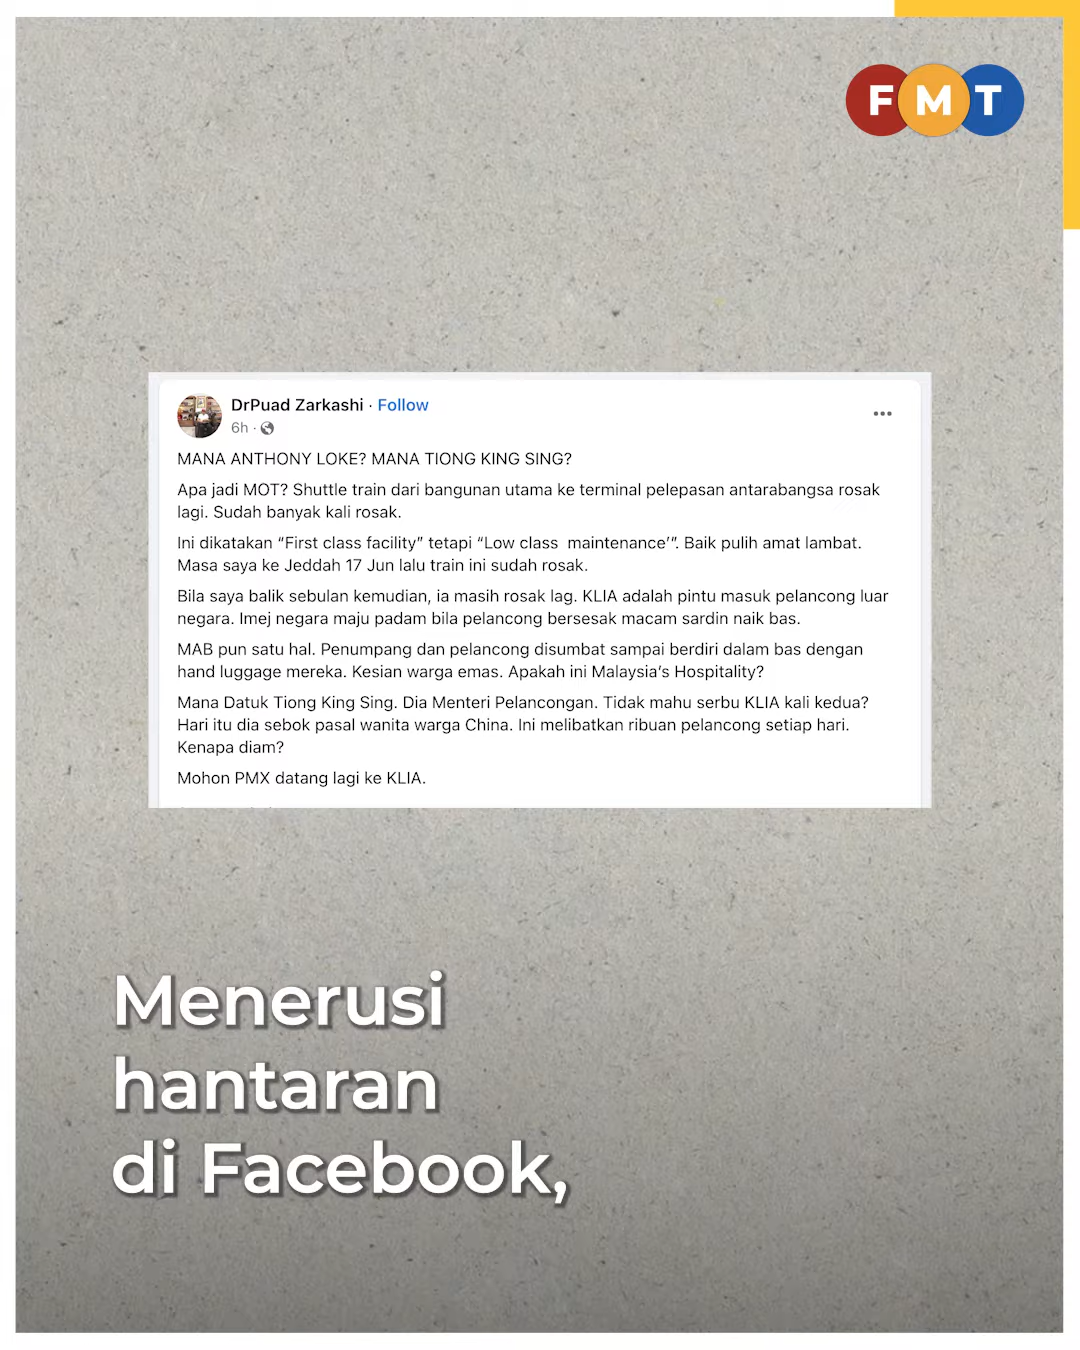 FMT
DrPuad Zarkashi · Follow
6h ·
MANA ANTHONY LOKE? MANA TIONG KING SING?
Apa jadi MOT? Shuttle train dari bangunan utama ke terminal pelepasan antarabangsa rosak
lagi. Sudah banyak kali rosak.
Ini dikatakan “First class facility” tetapi “Low class  maintenance’”. Baik pulih amat lambat.
Masa saya ke Jeddah 17 Jun lalu train ini sudah rosak.
Bila saya balik sebulan kemudian, ia masih rosak lag. KLIA adalah pintu masuk pelancong luar
negara. Imej negara maju padam bila pelancong bersesak macam sardin naik bas.
MAB pun satu hal. Penumpang dan pelancong disumbat sampai berdiri dalam bas dengan
hand luggage mereka. Kesian warga emas. Apakah ini Malaysia’s Hospitality?
Mana Datuk Tiong King Sing. Dia Menteri Pelancongan. Tidak mahu serbu KLIA kali kedua?
Hari itu dia sebok pasal wanita warga China. Ini melibatkan ribuan pelancong setiap hari.
Kenapa diam?
Mohon PMX datang lagi ke KLIA.
Menerusi
hantaran
di Facebook,